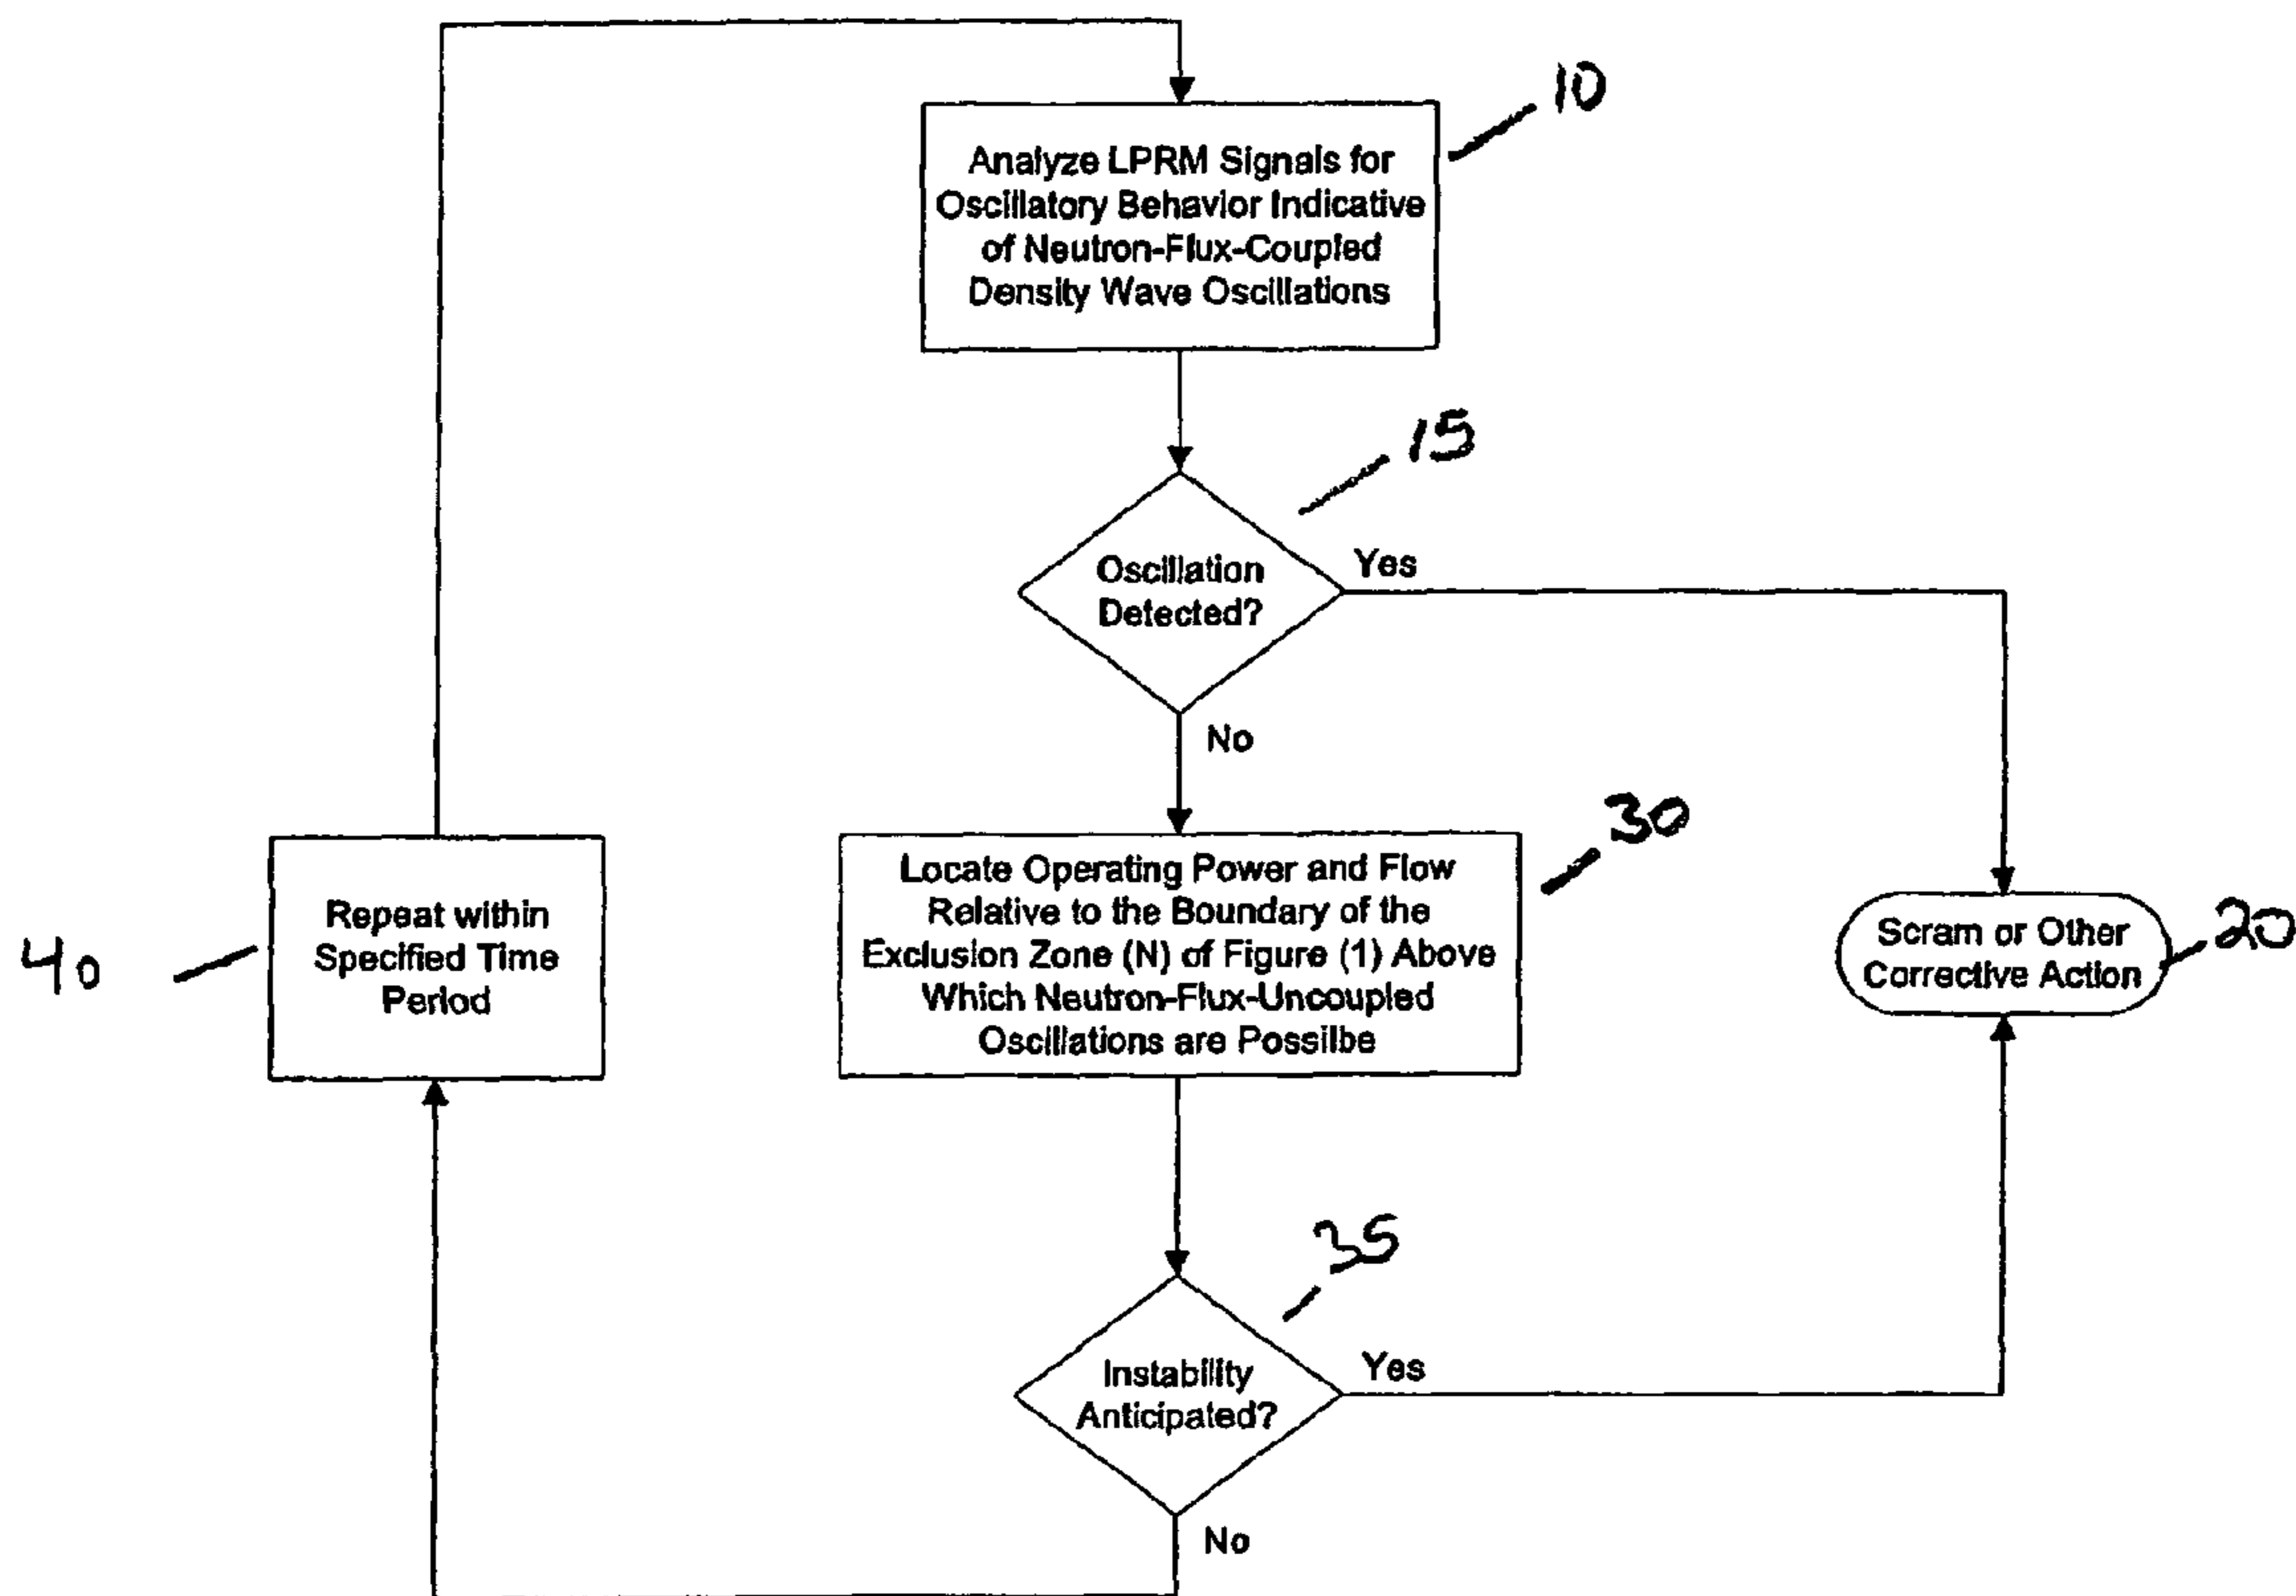 10
Analyze LPRM Signals for
Oscillatory Behavior Indicative
of Neutron-Flux-Coupled
Density Wave Oscillations
15
Oscillation
Detected?
Yes
No
30
Locate Operating Power and Flow
Relative to the Boundary of the
Exclusion Zone (N) of Figure (1) Above
Which Neutron-Flux-Uncoupled
Oscillations are Possilbe
Repeat within
Specified Time
Period
40
Scram or Other
Corrective Action
20
35
Instability
Anticipated?
Yes
No